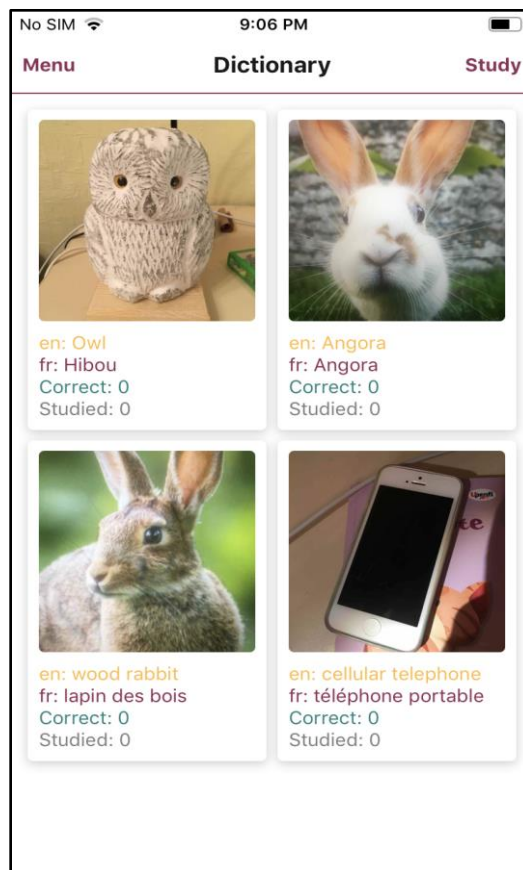 No SIM 9:06 PM
Menu Dictionary Study
en: Owl
fr: Hibou
Correct: 0
Studied: 0
en: Angora
fr: Angora
Correct: 0
Studied: 0
en: wood rabbit
fr: lapin des bois
Correct: 0
Studied: 0
en: cellular telephone
fr: téléphone portable
Correct: 0
Studied: 0